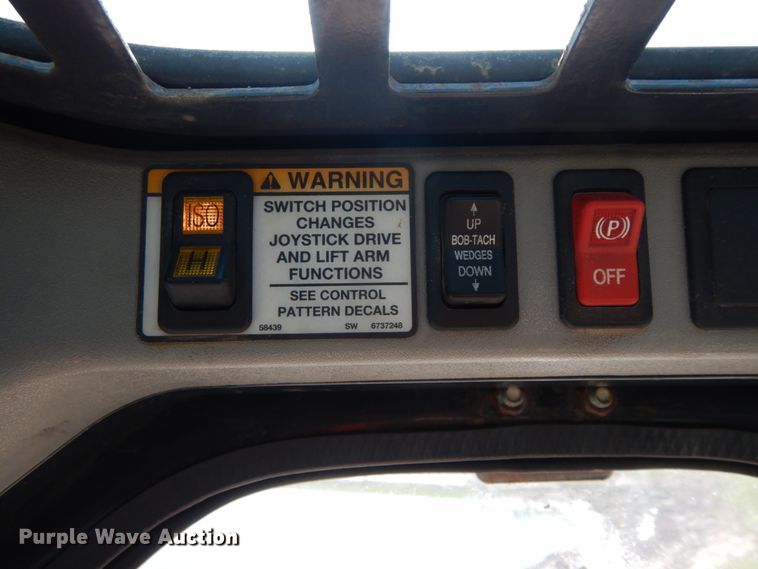 ISO
H
WARNING
SWITCH POSITION
CHANGES
JOYSTICK DRIVE
AND LIFT ARM
FUNCTIONS
SEE CONTROL
PATTERN DECALS
58439 SW 6737248
UP
BOB-TACH
WEDGES
DOWN
(P)
OFF
Purple Wave Auction